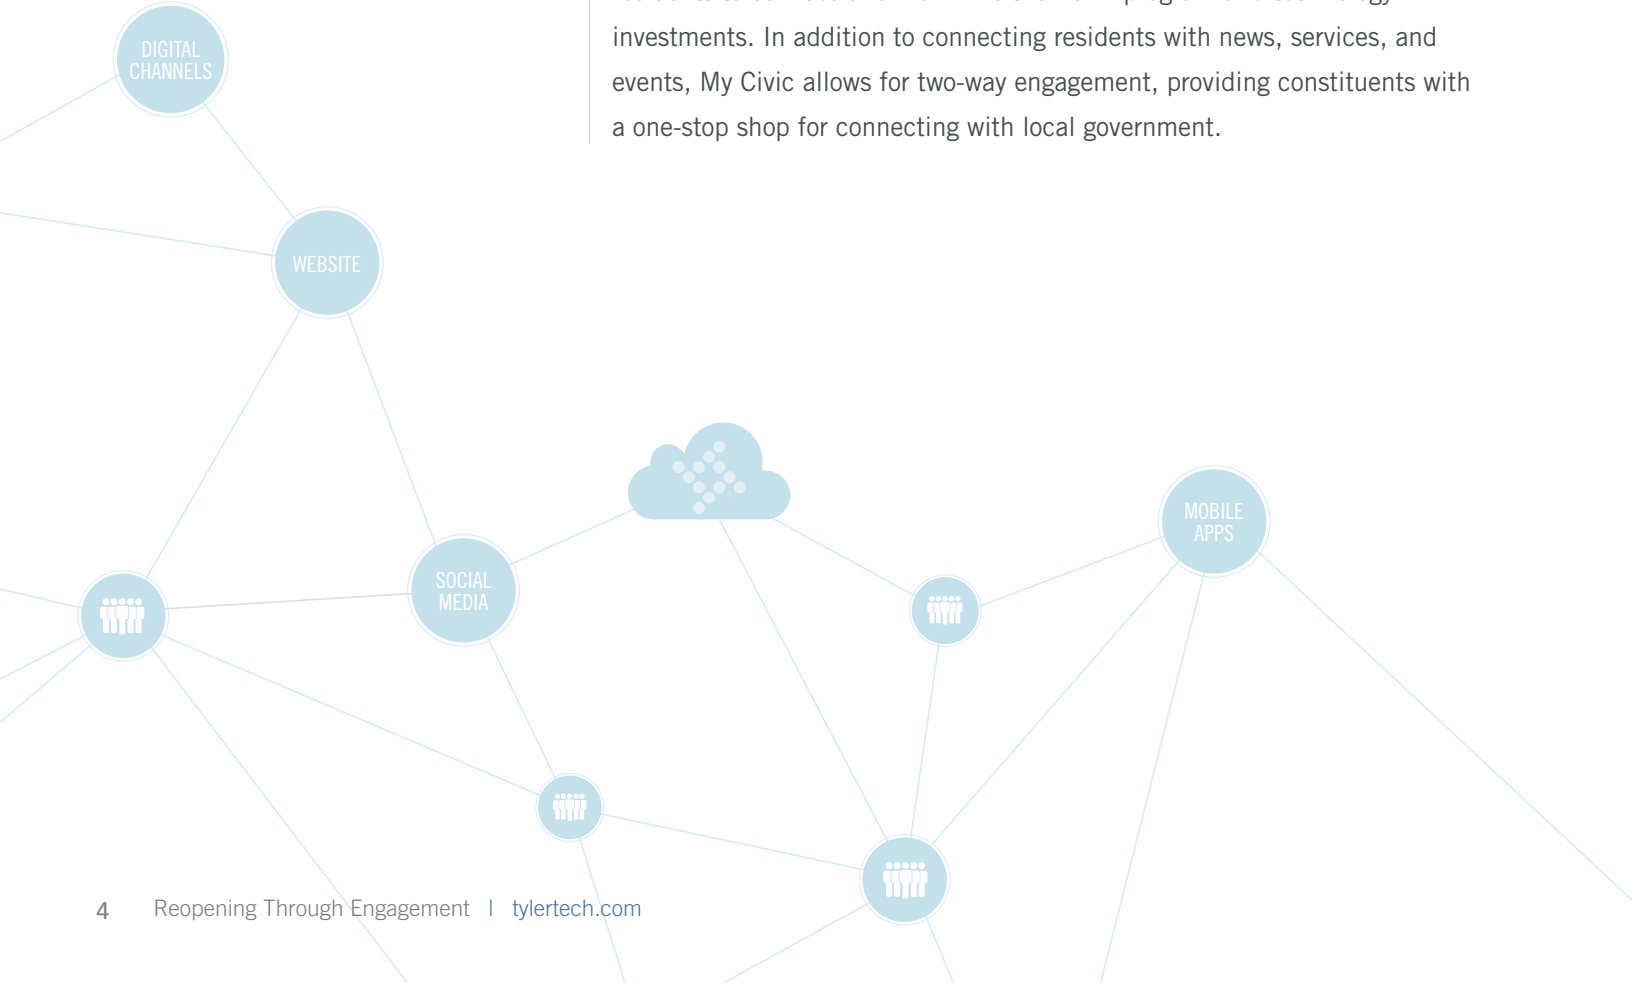 investments. In addition to connecting residents with news, services, and
events, My Civic allows for two-way engagement, providing constituents with
a one-stop shop for connecting with local government.
DIGITAL
CHANNELS
WEBSITE
SOCIAL
MEDIA
MOBILE
APPS
4 Reopening Through Engagement | tylertech.com